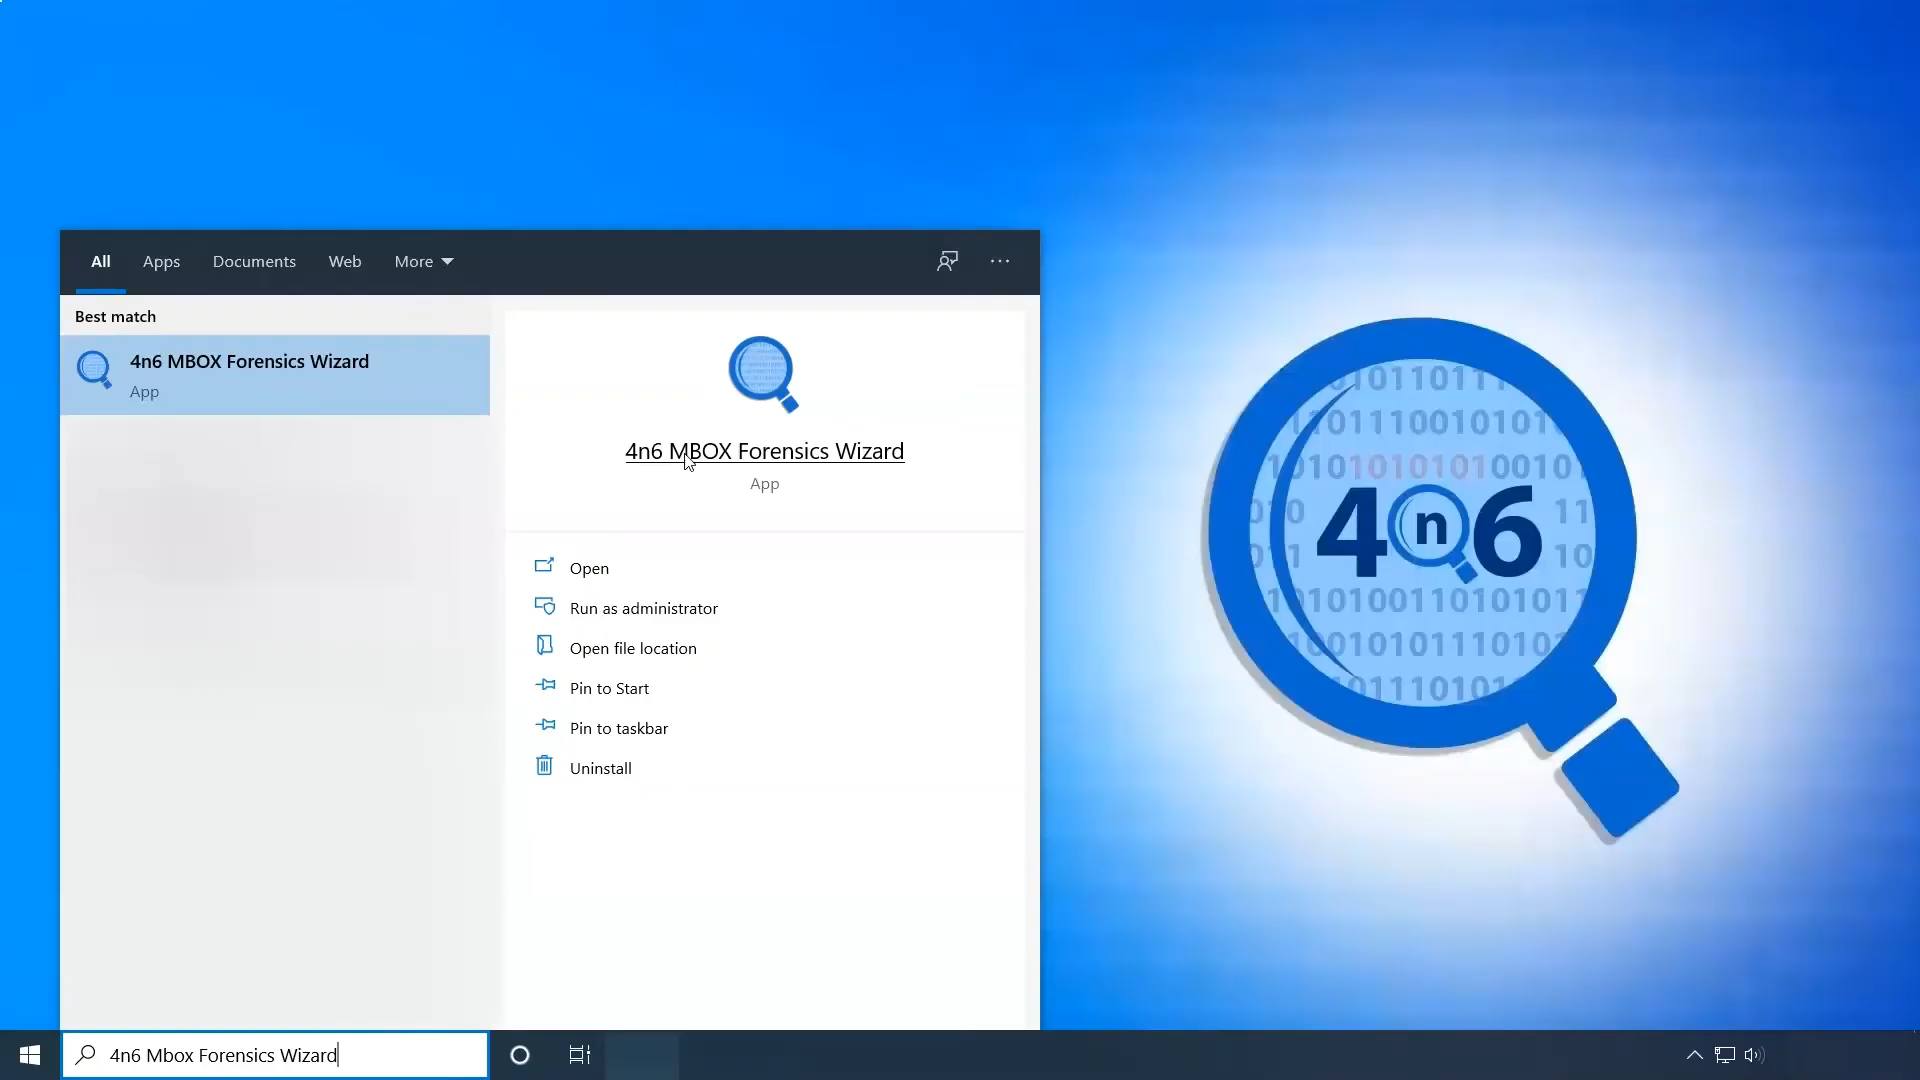 All
Apps
Documents
Web
More
Best match
4n6 MBOX Forensics Wizard
App
4n6 MBOX Forensics Wizard
App
Open
Run as administrator
Open file location
Pin to Start
Pin to taskbar
Uninstall
4n6
4n6 Mbox Forensics Wizard